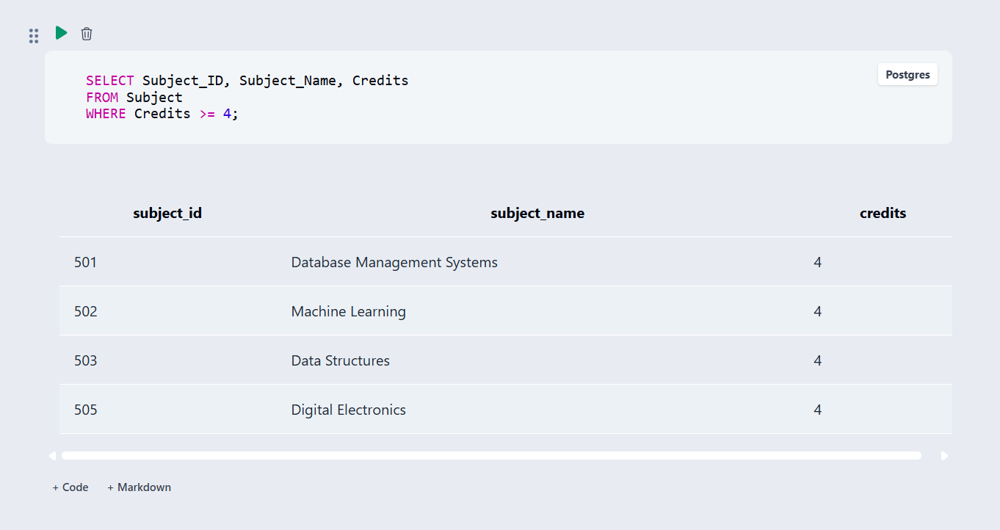 SELECT Subject_ID, Subject_Name, Credits
Postgres
FROM Subject
WHERE Credits >= 4;
subject_id subject_name credits
501 Database Management Systems 4
502 Machine Learning 4
503 Data Structures 4
505 Digital Electronics 4
+ Code + Markdown